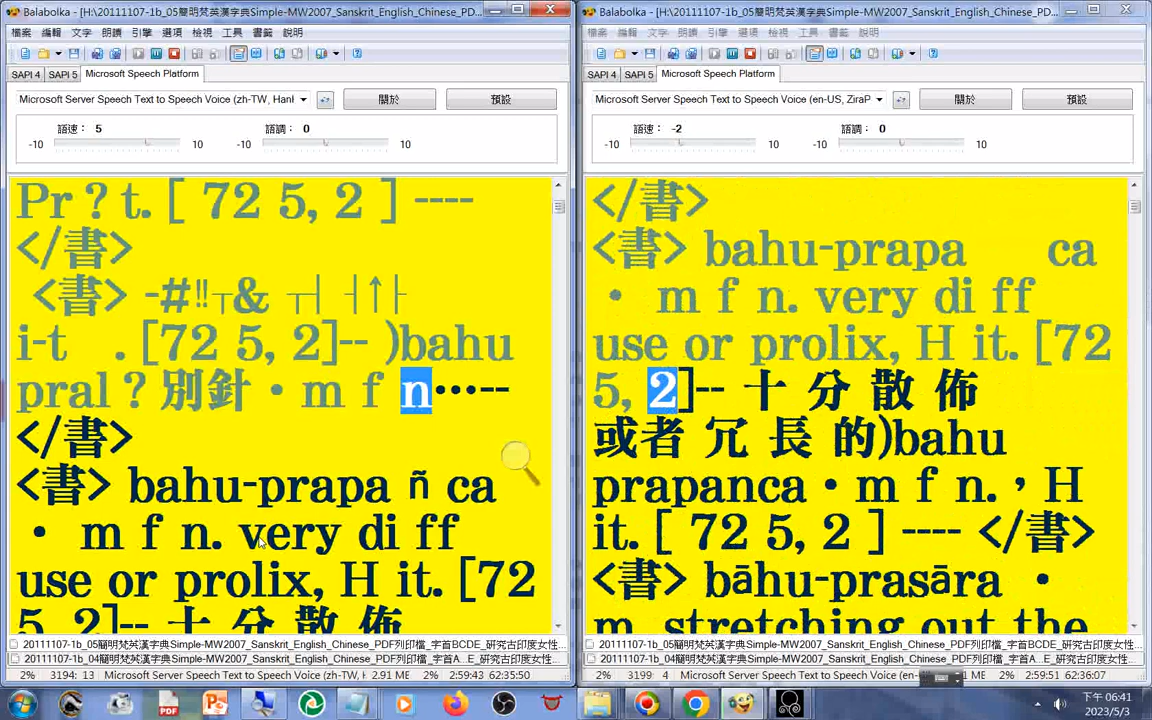 Balabolka - [H:\20111107-1b_05簡明梵英漢字典Simple-MW2007_Sanskrit_English_Chinese_PD...
檔案 編輯 文字 朗讀 引擎 選項 檢視 工具 書籤 說明
SAPI 4 SAPI 5 Microsoft Speech Platform
Microsoft Server Speech Text to Speech Voice (zh-TW, Hanl
關於
預設
語速： 5
語調： 0
-10 10 -10 10
Pr ? t. [ 72 5, 2 ] ----
</書>
<書> -#‼┬& ┬┤ ┤↑├
i-t . [72 5, 2]-- )bahu
pral ? 別針 · m f n…--
</書>
<書> bahu-prapa ñ ca
· m f n. very di ff
use or prolix, H it. [72
5, 2]-- 十 分 散 佈
20111107-1b_05簡明梵英漢字典Simple-MW2007_Sanskrit_English_Chinese_PDF列印檔_字首BCDE_研究古印度女性...
20111107-1b_04簡明梵英漢字典Simple-MW2007_Sanskrit_English_Chinese_PDF列印檔_字首A...E_研究古印度女性...
2% 3194: 13 Microsoft Server Speech Text to Speech Voice (zh-TW, 2.91 MB 2% 2:59:43 62:35:50
Balabolka - [H:\20111107-1b_05簡明梵英漢字典Simple-MW2007_Sanskrit_English_Chinese_PD...
檔案 編輯 文字 朗讀 引擎 選項 檢視 工具 書籤 說明
SAPI 4 SAPI 5 Microsoft Speech Platform
Microsoft Server Speech Text to Speech Voice (en-US, ZiraP
關於
預設
語速： -2
語調： 0
-10 10 -10 10
</書>
<書> bahu-prapa ca
· m f n. very di ff
use or prolix, H it. [72
5, 2]-- 十 分 散 佈
或者 冗 長 的)bahu
prapanca · m f n. , H
it. [ 72 5, 2 ] ---- </書>
<書> bāhu-prasāra ·
m. stretching out the
20111107-1b_05簡明梵英漢字典Simple-MW2007_Sanskrit_English_Chinese_PDF列印檔_字首BCDE_研究古印度女性...
20111107-1b_04簡明梵英漢字典Simple-MW2007_Sanskrit_English_Chinese_PDF列印檔_字首A...E_研究古印度女性...
2% 3199: 4 Microsoft Server Speech Text to Speech Voice 2% 2:59:51 62:36:07
PDF
下午 06:41
2023/5/3